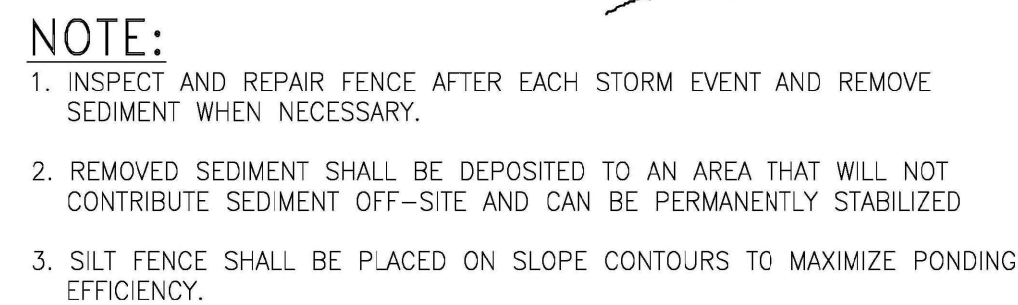 NOTE:
1. INSPECT AND REPAIR FENCE AFTER EACH STORM EVENT AND REMOVE
SEDIMENT WHEN NECESSARY.
2. REMOVED SEDIMENT SHALL BE DEPOSITED TO AN AREA THAT WILL NOT
CONTRIBUTE SEDIMENT OFF-SITE AND CAN BE PERMANENTLY STABILIZED
3. SILT FENCE SHALL BE PLACED ON SLOPE CONTOURS TO MAXIMIZE PONDING
EFFICIENCY.